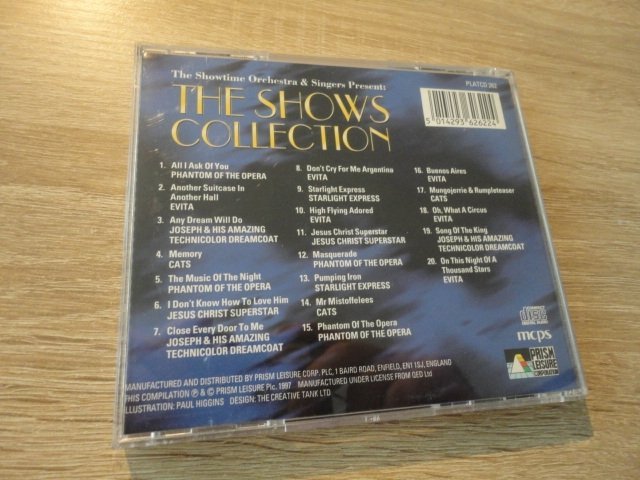 The Showtime Orchestra & Singers Present:
THE SHOWS
COLLECTION
PLATCD 262
5 014293 626224
1. All I Ask Of You
PHANTOM OF THE OPERA
2. Another Suitcase In
Another Hall
EVITA
3. Any Dream Will Do
JOSEPH & HIS AMAZING
TECHNICOLOR DREAMCOAT
4. Memory
CATS
5. The Music Of The Night
PHANTOM OF THE OPERA
6. I Don't Know How To Love Him
JESUS CHRIST SUPERSTAR
7. Close Every Door To Me
JOSEPH & HIS AMAZING
TECHNICOLOR DREAMCOAT
8. Don't Cry For Me Argentina
EVITA
9. Starlight Express
STARLIGHT EXPRESS
10. High Flying Adored
EVITA
11. Jesus Christ Superstar
JESUS CHRIST SUPERSTAR
12. Masquerade
PHANTOM OF THE OPERA
13. Pumping Iron
STARLIGHT EXPRESS
14. Mr Mistoffelees
CATS
15. Phantom Of The Opera
PHANTOM OF THE OPERA
16. Buenos Aires
EVITA
17. Mungojerrie & Rumpleteaser
CATS
18. Oh, What A Circus
EVITA
19. Song Of The King
JOSEPH & HIS AMAZING
TECHNICOLOR DREAMCOAT
20. On This Night Of A
Thousand Stars
EVITA
COMPACT
disc
DIGITAL AUDIO
mcps
PRISM
LEISURE
CORPORATION
MANUFACTURED AND DISTRIBUTED BY PRISM LEISURE CORP. PLC, 1 BAIRD ROAD, ENFIELD, EN1 1SJ, ENGLAND
THIS COMPILATION ℗ & © PRISM LEISURE Plc. 1997 MANUFACTURED UNDER LICENSE FROM QED Ltd
ILLUSTRATION: PAUL HIGGINS DESIGN: THE CREATIVE TANK LTD